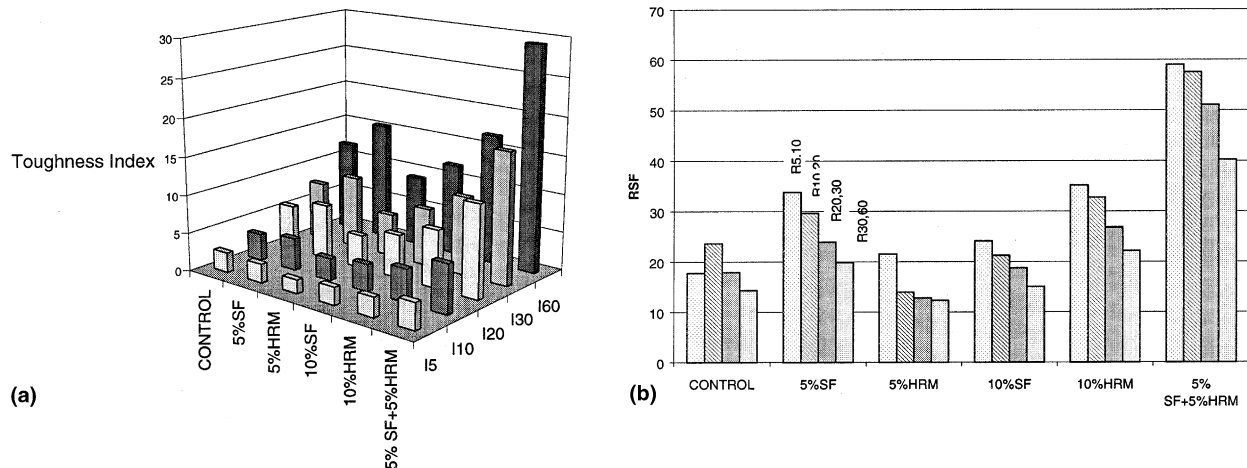 30
25
20
15
10
5
0
Toughness Index
CONTROL
5%SF
5%HRM
10%SF
10%HRM
5% SF+5%HRM
I5
I10
I20
I30
I60
(a)
70
60
50
40
30
20
10
0
RSF
R5,10
R10,20
R20,30
R30,60
CONTROL
5%SF
5%HRM
10%SF
10%HRM
5%
SF+5%HRM
(b)